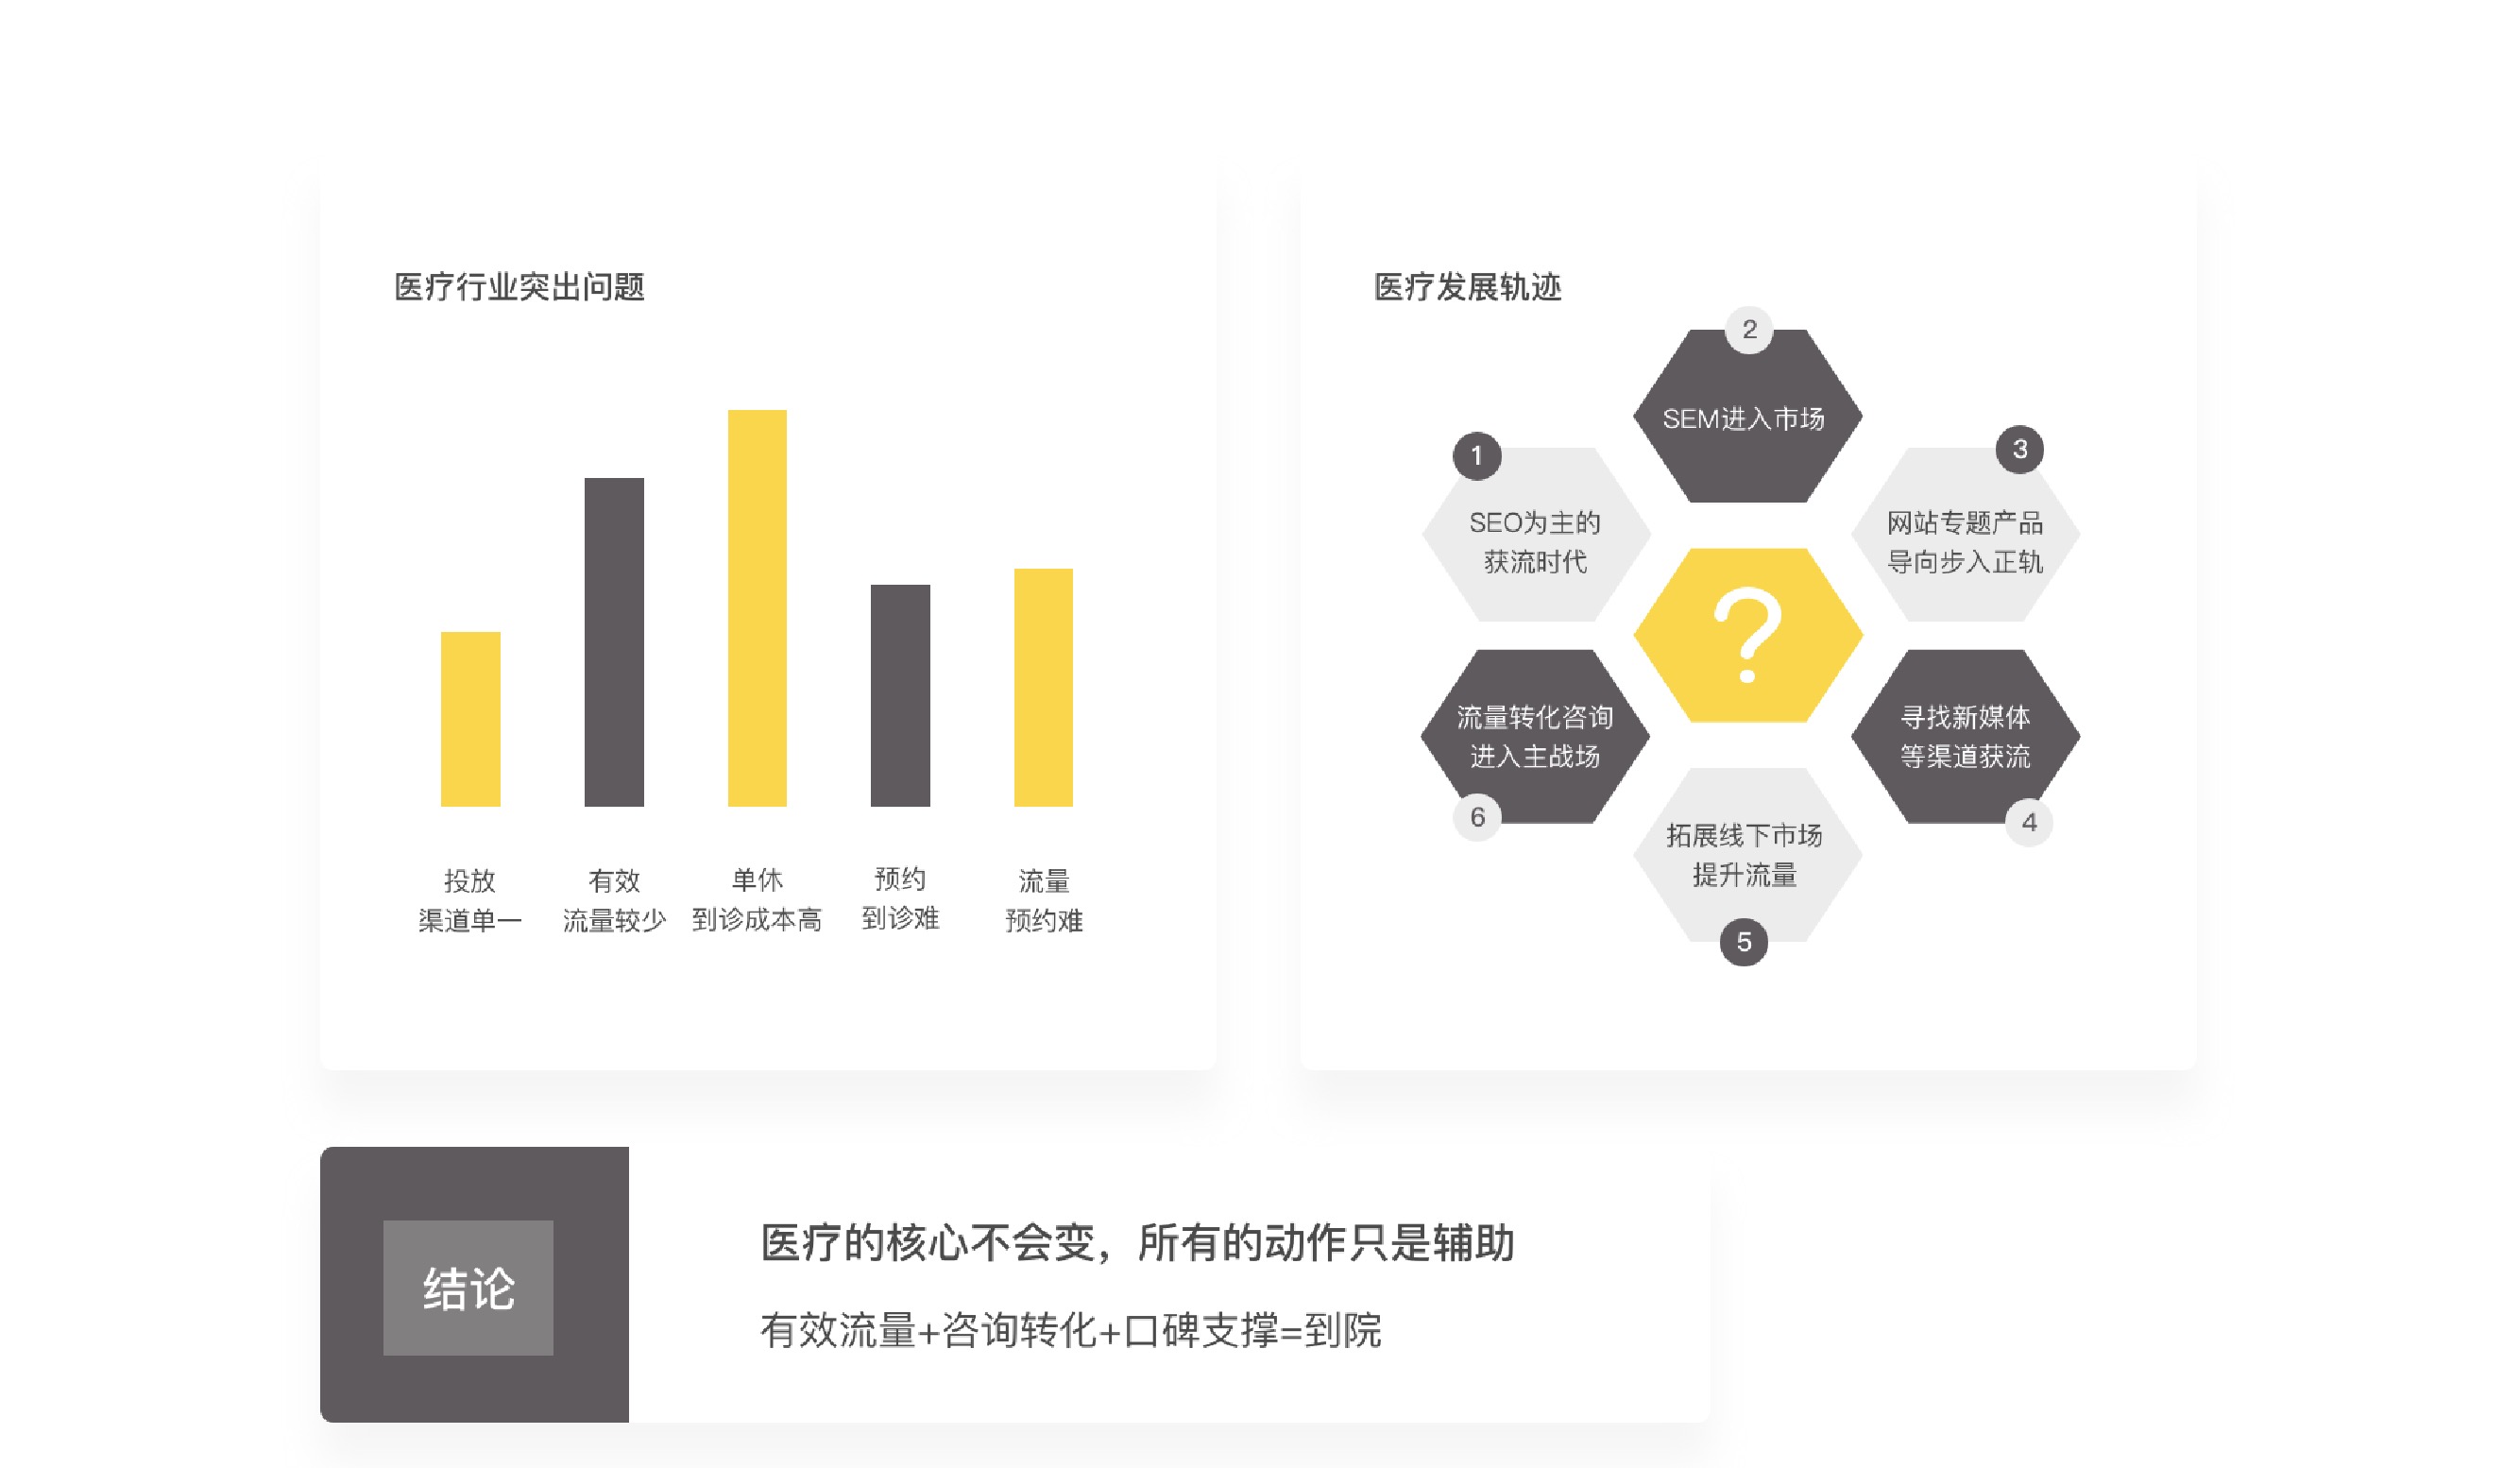 医疗行业突出问题
投放
渠道单一
有效
流量较少
单休
到诊成本高
预约
到诊难
流量
预约难
医疗发展轨迹
1
SEO为主的
获流时代
2
SEM进入市场
3
网站专题产品
导向步入正轨
?
4
寻找新媒体
等渠道获流
5
拓展线下市场
提升流量
6
流量转化咨询
进入主战场
结论
医疗的核心不会变，所有的动作只是辅助
有效流量+咨询转化+口碑支撑=到院